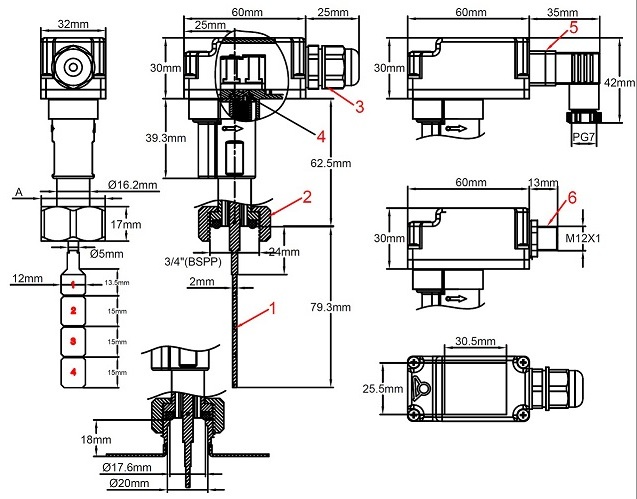 60mm
25mm
60mm
35mm
32mm
25mm
5
30mm
30mm
42mm
3
4
39.3mm
PG7
62.5mm
A
Ø16.2mm
60mm
13mm
2
6
17mm
30mm
M12X1
Ø5mm
3/4"(BSPP)
24mm
12mm
1
13.5mm
2mm
2
15mm
1
79.3mm
3
15mm
30.5mm
4
15mm
25.5mm
18mm
Ø17.6mm
Ø20mm